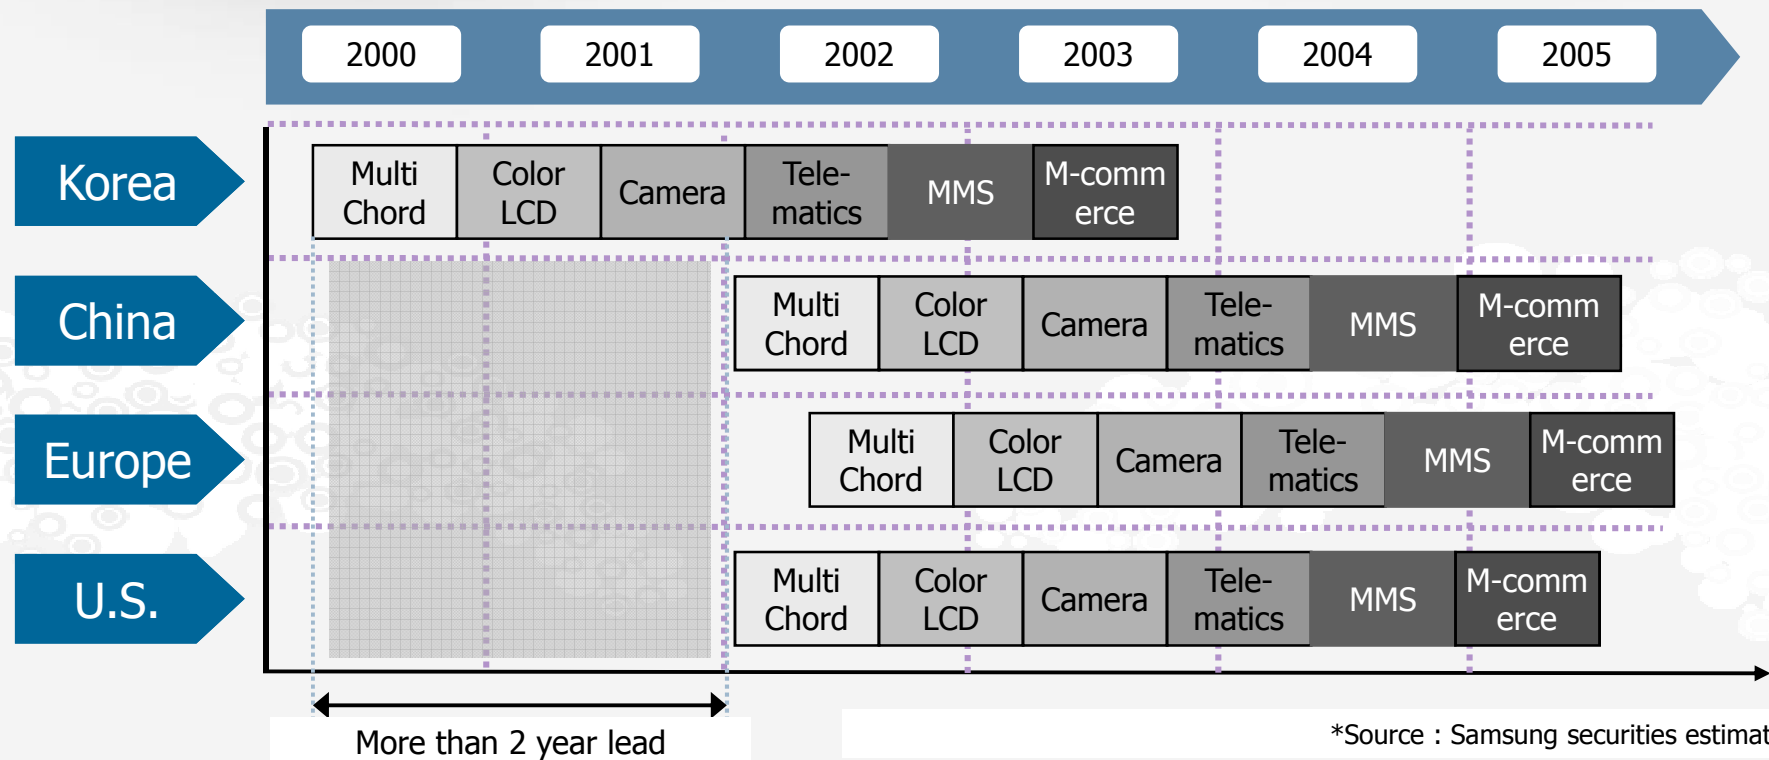 2000 2001 2002 2003 2004 2005
Korea
Multi
Chord
Color
LCD
Camera
Tele-
matics
MMS
M-comm
erce
China
Multi
Chord
Color
LCD
Camera
Tele-
matics
MMS
M-comm
erce
Europe
Multi
Chord
Color
LCD
Camera
Tele-
matics
MMS
M-comm
erce
U.S.
Multi
Chord
Color
LCD
Camera
Tele-
matics
MMS
M-comm
erce
More than 2 year lead
*Source : Samsung securities estimat